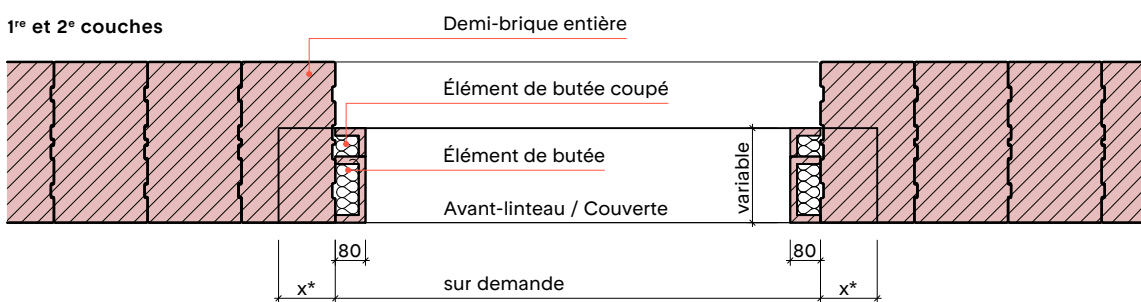 1re et 2e couches
Demi-brique entière
Élément de butée coupé
Élément de butée
Avant-linteau / Couverte
variable
80
80
x*
sur demande
x*